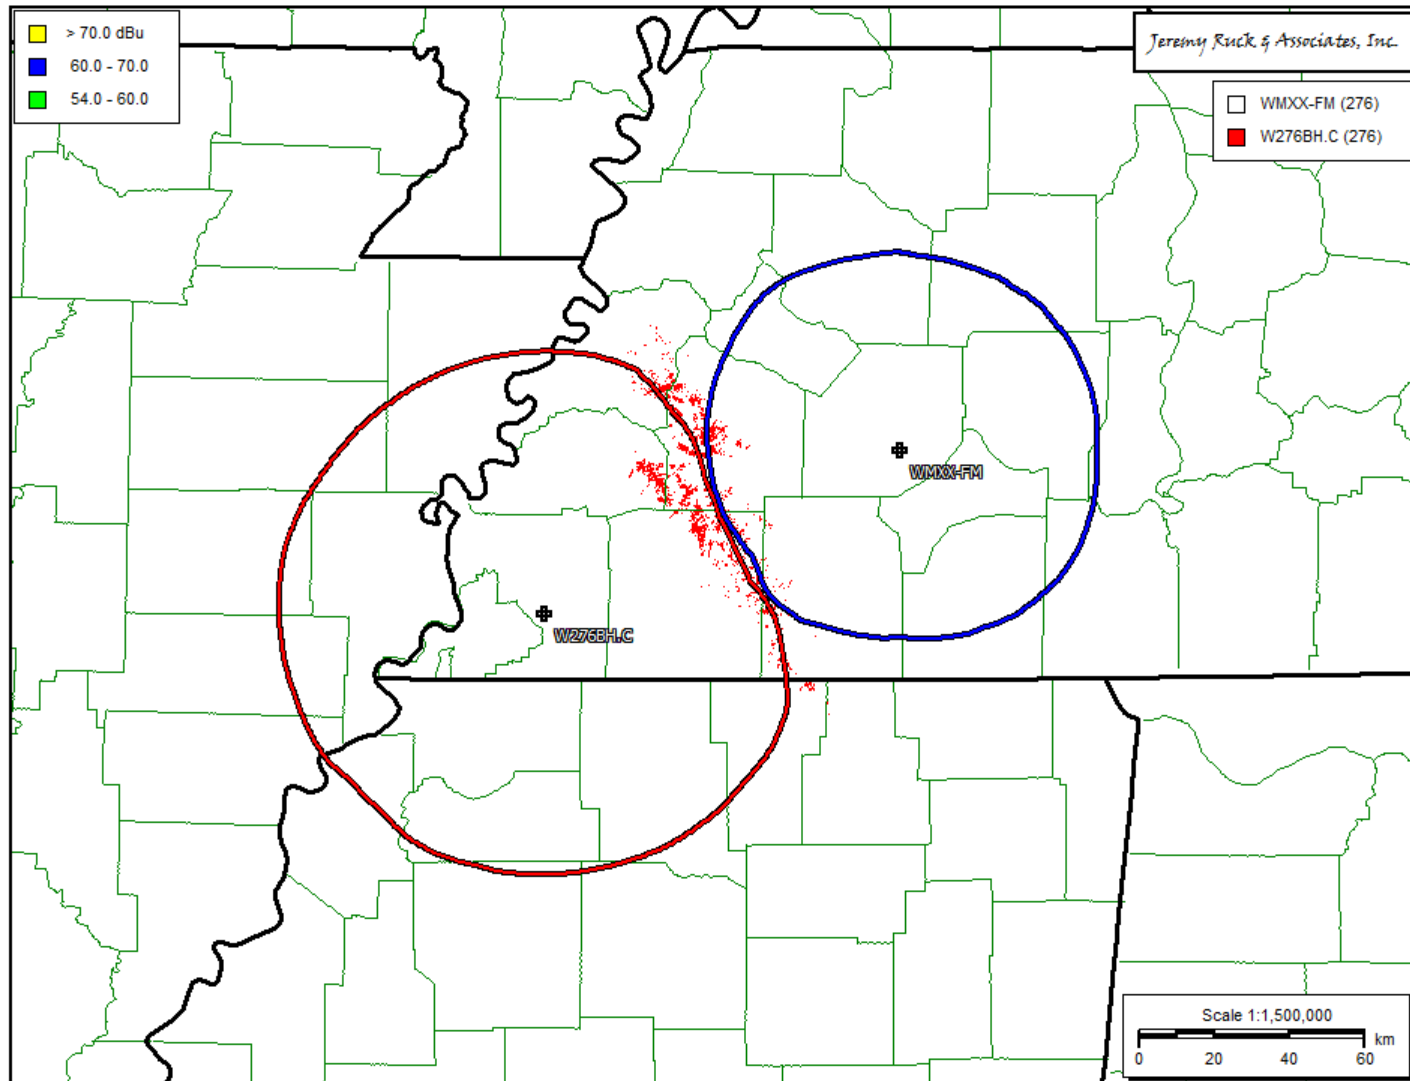 > 70.0 dBu
60.0 - 70.0
54.0 - 60.0
Jeremy Ruck & Associates, Inc.
WMXX-FM (276)
W276BH.C (276)
WMXX-FM
W276BH.C
Scale 1:1,500,000
km
0 20 40 60